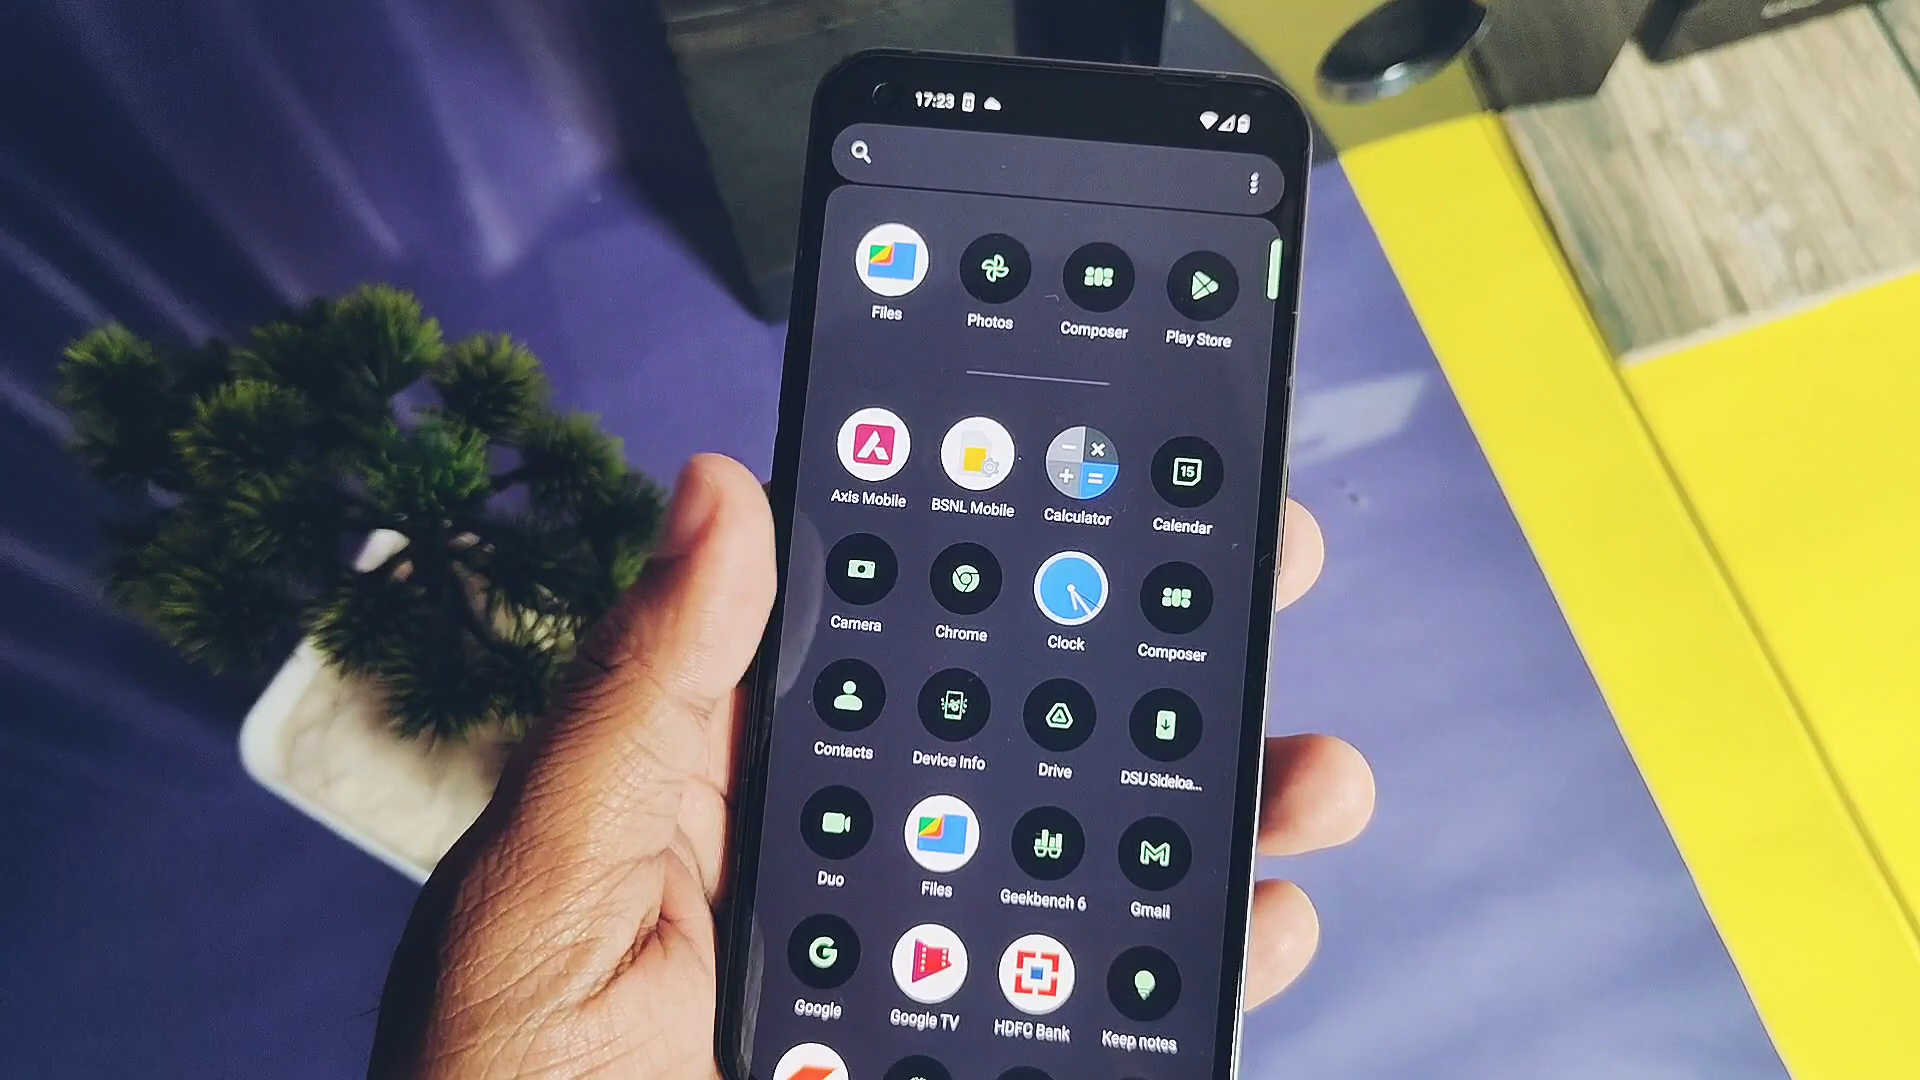 17:23
Files
Photos
Composer
Play Store
Axis Mobile
BSNL Mobile
Calculator
15
Calendar
Camera
Chrome
Clock
Composer
Contacts
Device Info
Drive
DSU Sideloa...
Duo
Files
Geekbench 6
Gmail
Google
Google TV
HDFC Bank
Keep notes